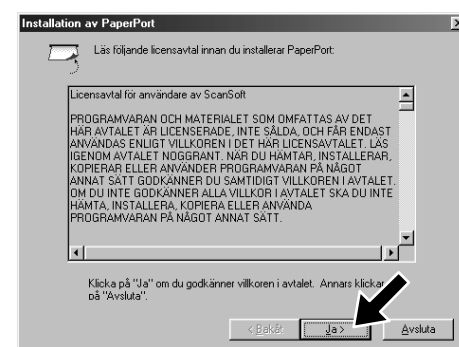 Installation av PaperPort
Läs följande licensavtal innan du installerar PaperPort:
Licensavtal för användare av ScanSoft
PROGRAMVARAN OCH MATERIALET SOM OMFATTAS AV DET
HÄR AVTALET ÄR LICENSERADE, INTE SÅLDA, OCH FÅR ENDAST
ANVÄNDAS ENLIGT VILLKOREN I DET HÄR LICENSAVTALET. LÄS
IGENOM AVTALET NOGGRANT. NÄR DU HÄMTAR, INSTALLERAR,
KOPIERAR ELLER ANVÄNDER PROGRAMVARAN PÅ NÅGOT
ANNAT SÄTT GODKÄNNER DU SAMTIDIGT VILLKOREN I AVTALET.
OM DU INTE GODKÄNNER ALLA VILLKOR I AVTALET SKA DU INTE
HÄMTA, INSTALLERA, KOPIERA ELLER ANVÄNDA
PROGRAMVARAN PÅ NÅGOT ANNAT SÄTT.
Klicka på "Ja" om du godkänner villkoren i avtalet. Annars klickar
på "Avsluta".
< Bakåt Ja > Avsluta